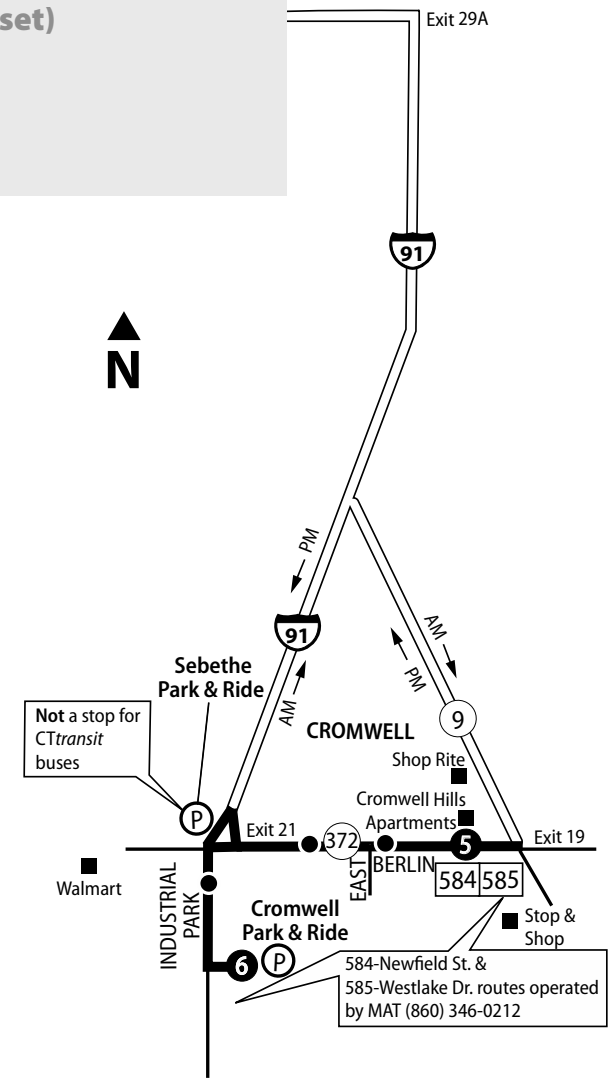 set)
Exit 29A
91
N
PM
91
AM
AM
PM
Sebethe
Park & Ride
Not a stop for
CTtransit
buses
CROMWELL
9
Shop Rite
Cromwell Hills
Apartments
P
Exit 21
372
5
Exit 19
EAST
BERLIN
584
585
Walmart
INDUSTRIAL
PARK
Cromwell
Park & Ride
Stop &
Shop
6
P
584-Newfield St. &
585-Westlake Dr. routes operated
by MAT (860) 346-0212